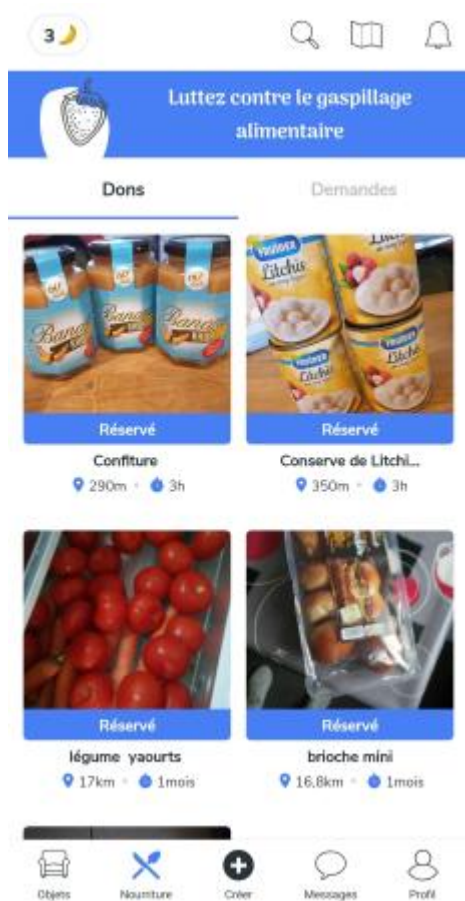 3
Luttez contre le gaspillage
alimentaire
Dons
Demandes
Litchis
Réservé
Réservé
Confiture
Conserve de Litchi...
290m
3h
350m
3h
Réservé
Réservé
légume yaourts
brioche mini
17km
1mois
16,8km
1mois
Objets
Nourriture
Créer
Messages
Profil